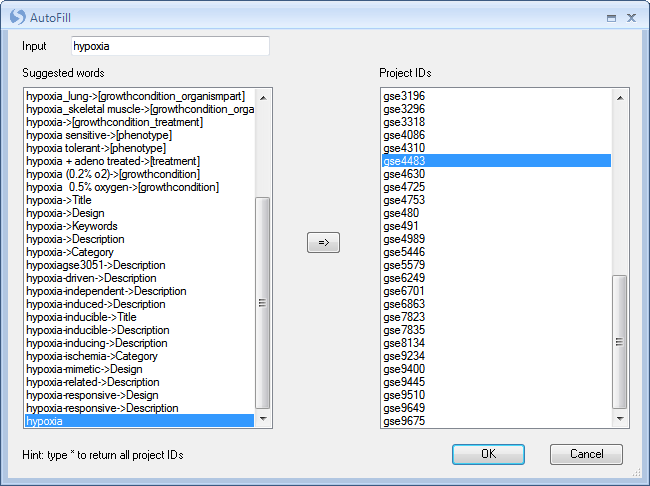 AutoFill
Input
hypoxia
Suggested words
hypoxia_lung->[growthcondition_organismpart]
hypoxia_skeletal muscle->[growthcondition_orga
hypoxia->[growthcondition_treatment]
hypoxia sensitive->[phenotype]
hypoxia tolerant->[phenotype]
hypoxia + adeno treated->[treatment]
hypoxia (0.2% o2)->[growthcondition]
hypoxia  0.5% oxygen->[growthcondition]
hypoxia->Title
hypoxia->Design
hypoxia->Keywords
hypoxia->Description
hypoxia->Category
hypoxiagse3051->Description
hypoxia-driven->Description
hypoxia-independent->Description
hypoxia-induced->Description
hypoxia-inducible->Title
hypoxia-inducible->Description
hypoxia-inducing->Description
hypoxia-ischemia->Category
hypoxia-mimetic->Design
hypoxia-related->Description
hypoxia-responsive->Design
hypoxia-responsive->Description
hypoxia
=>
Project IDs
gse3196
gse3296
gse3318
gse4086
gse4310
gse4483
gse4630
gse4725
gse4753
gse480
gse491
gse4989
gse5446
gse5579
gse6249
gse6701
gse6863
gse7823
gse7835
gse8134
gse9234
gse9400
gse9445
gse9510
gse9649
gse9675
Hint: type * to return all project IDs
OK
Cancel